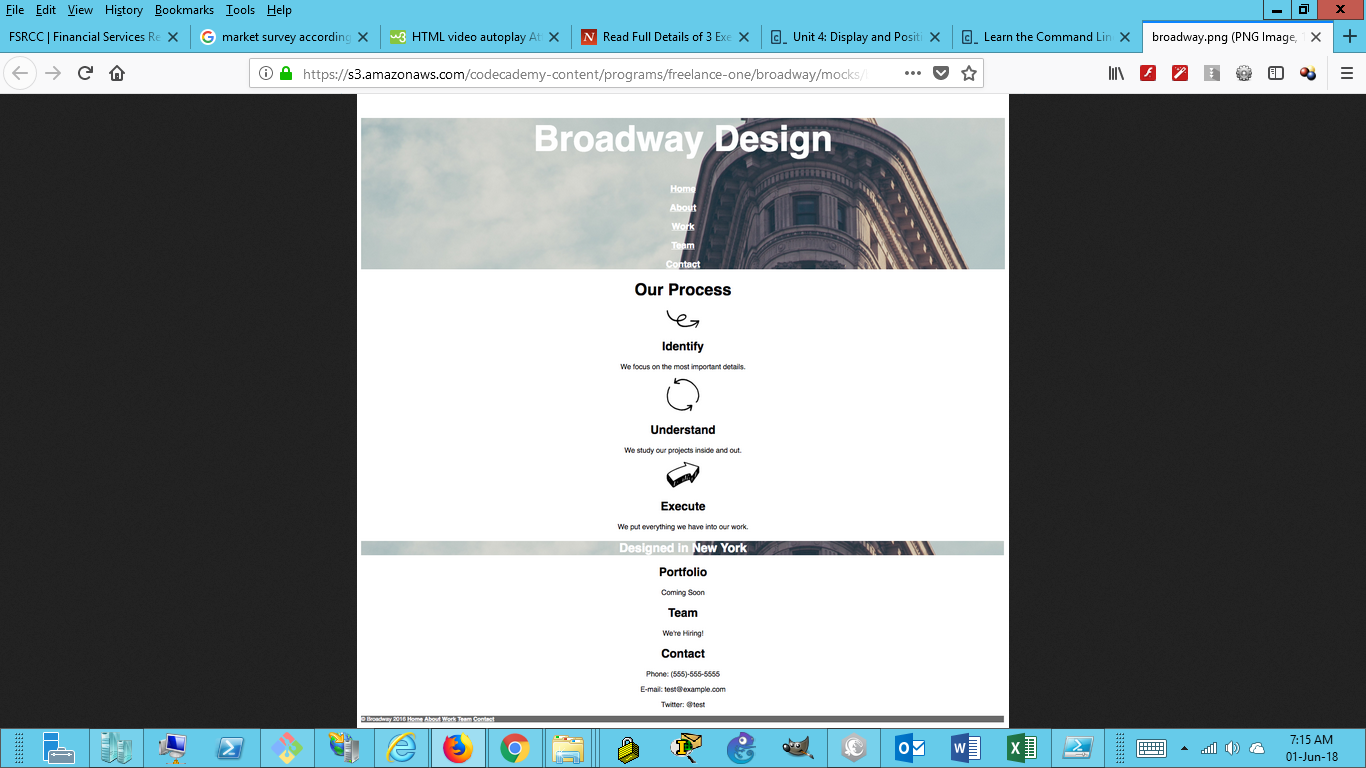 File Edit View History Bookmarks Tools Help
FSRCC | Financial Services Re
market survey according
HTML video autoplay At
Read Full Details of 3 Exe
Unit 4: Display and Posit
Learn the Command Lin
broadway.png (PNG Image,
https://s3.amazonaws.com/codecademy-content/programs/freelance-one/broadway/mocks/
Broadway Design
Home
About
Work
Team
Contact
Our Process
Identify
We focus on the most important details.
Understand
We study our projects inside and out.
Execute
We put everything we have into our work.
Designed in New York
Portfolio
Coming Soon
Team
We're Hiring!
Contact
Phone: (555)-555-5555
E-mail: test@example.com
Twitter: @test
© Broadway 2016 Home About Work Team Contact
7:15 AM
01-Jun-18